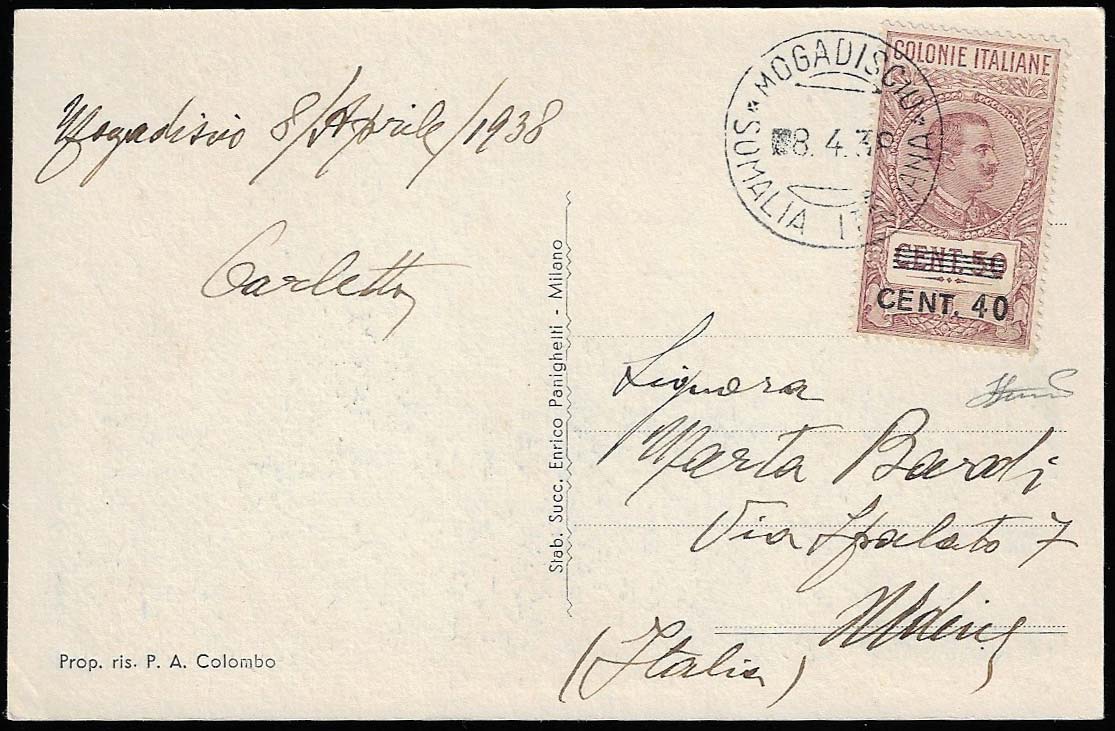 Mogadiscio 8/Aprile/1938
Carletto
Stab. Succ. Enrico Panighetti - Milano
Prop. ris. P. A. Colombo
* MOGADISCIO *
SOMALIA ITALIANA
8.4.38
COLONIE ITALIANE
CENT. 50
CENT. 40
Signora
Marta Bardi
Via Spalato 7
Udine
(Italia)